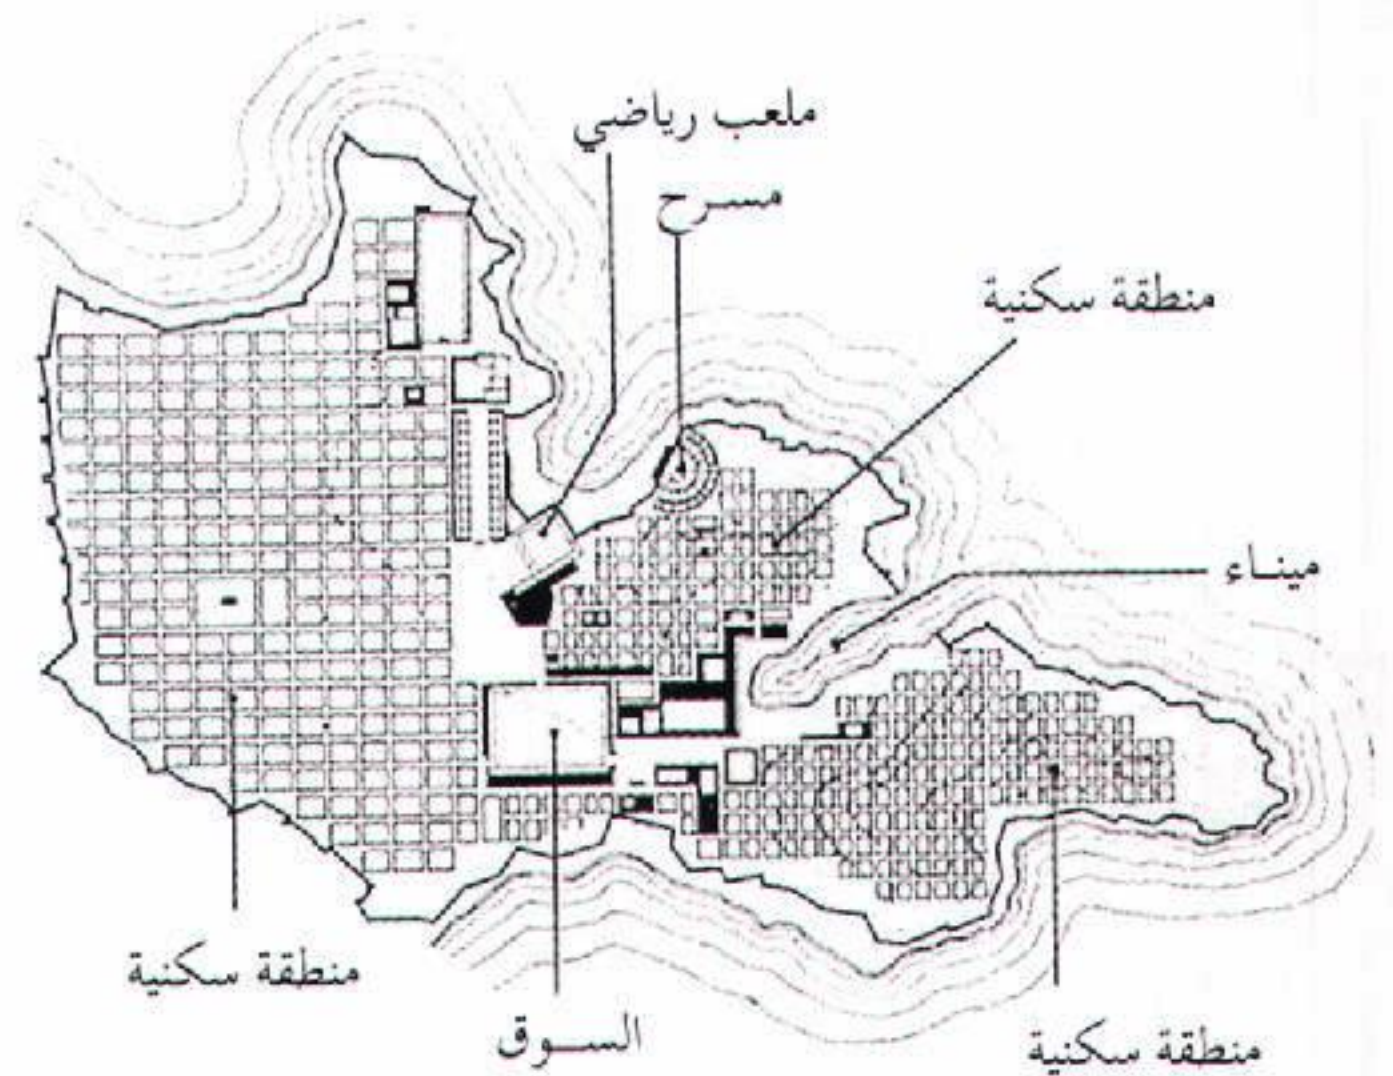 ملعب رياضي
مسرح
منطقة سكنية
ميناء
منطقة سكنية
السوق
منطقة سكنية